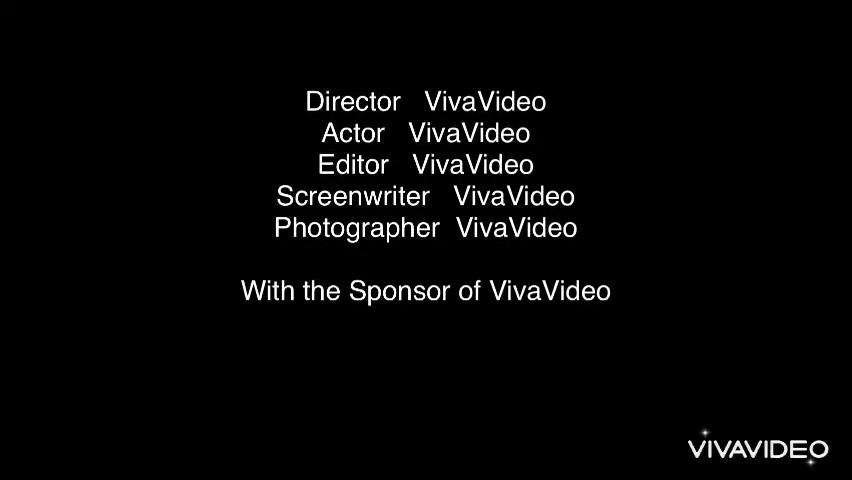 Director VivaVideo
Actor VivaVideo
Editor VivaVideo
Screenwriter VivaVideo
Photographer VivaVideo
With the Sponsor of VivaVideo
VIVAVIDEO